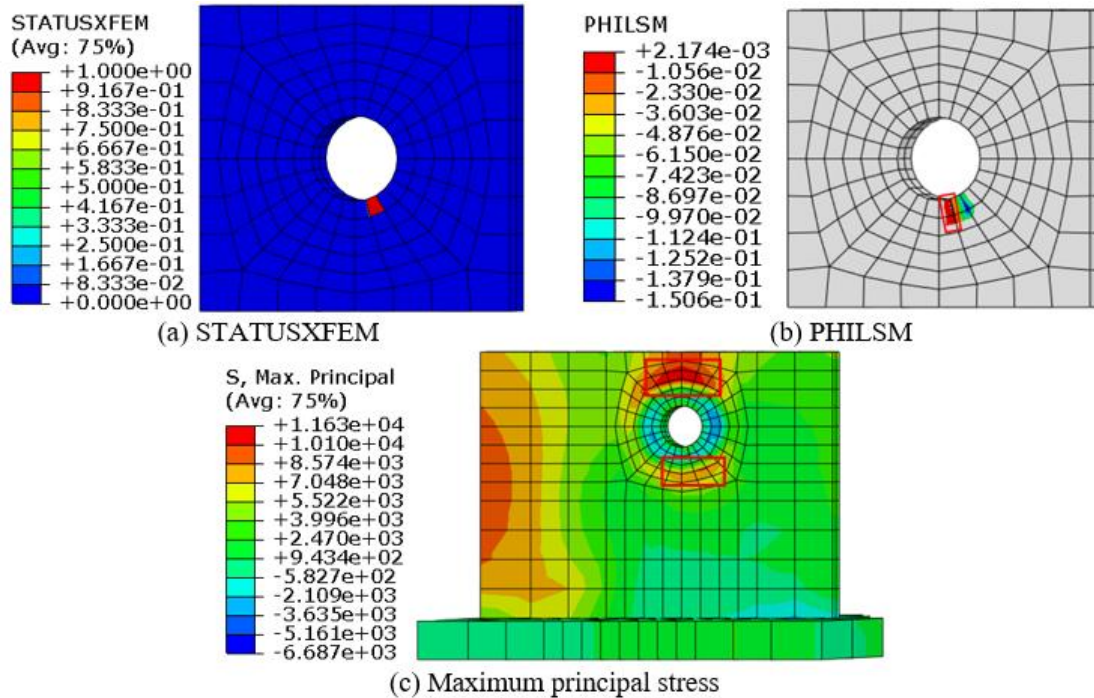 STATUSXFEM
(Avg: 75%)
+1.000e+00
+9.167e-01
+8.333e-01
+7.500e-01
+6.667e-01
+5.833e-01
+5.000e-01
+4.167e-01
+3.333e-01
+2.500e-01
+1.667e-01
+8.333e-02
+0.000e+00
(a) STATUSXFEM
PHILSM
+2.174e-03
-1.056e-02
-2.330e-02
-3.603e-02
-4.876e-02
-6.150e-02
-7.423e-02
-8.697e-02
-9.970e-02
-1.124e-01
-1.252e-01
-1.379e-01
-1.506e-01
(b) PHILSM
S, Max. Principal
(Avg: 75%)
+1.163e+04
+1.010e+04
+8.574e+03
+7.048e+03
+5.522e+03
+3.996e+03
+2.470e+03
+9.434e+02
-5.827e+02
-2.109e+03
-3.635e+03
-5.161e+03
-6.687e+03
(c) Maximum principal stress